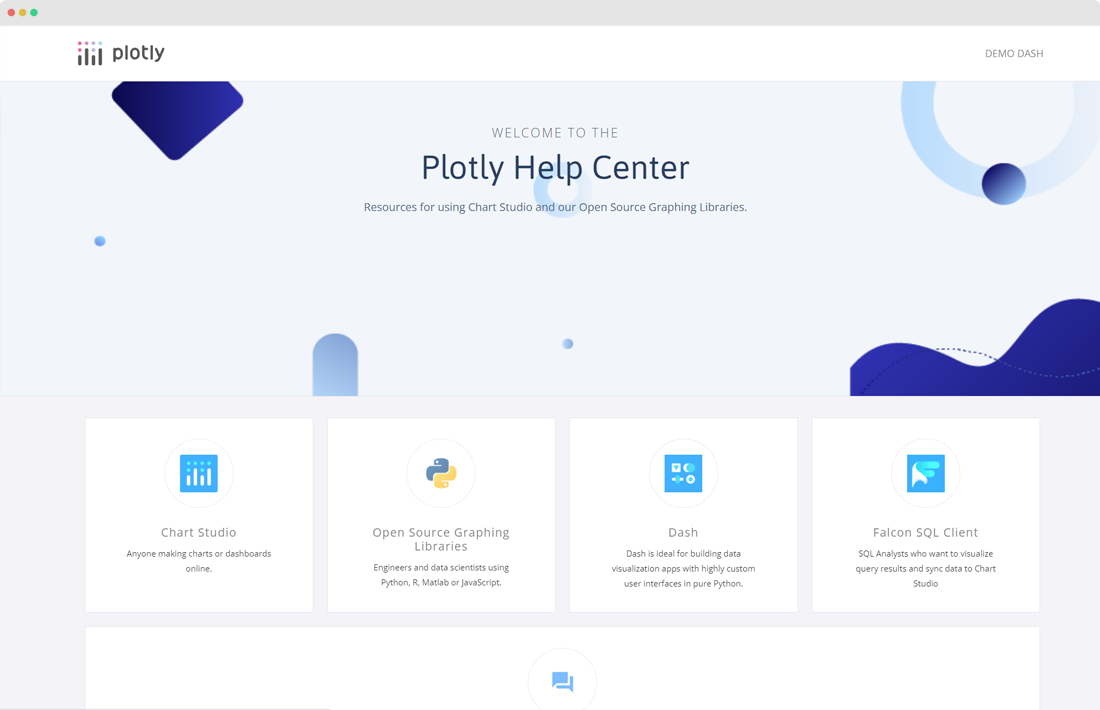 plotly
DEMO DASH
WELCOME TO THE
Plotly Help Center
Resources for using Chart Studio and our Open Source Graphing Libraries.
Chart Studio
Anyone making charts or dashboards
online.
Open Source Graphing
Libraries
Engineers and data scientists using
Python, R, Matlab or JavaScript.
Dash
Dash is ideal for building data
visualization apps with highly custom
user interfaces in pure Python.
Falcon SQL Client
SQL Analysts who want to visualize
query results and sync data to Chart
Studio